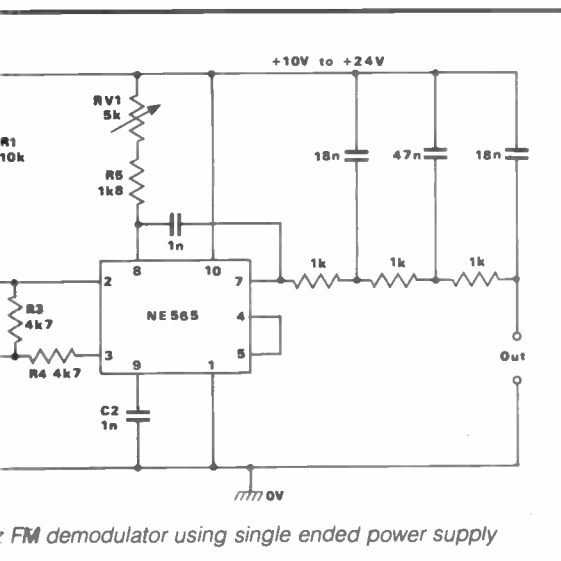 +10V to +24V
RV1
5k
R1
10k
18n
47n
18n
R5
1k8
1n
8
10
1k
1k
1k
2
7
R3
4k7
NE565
4
3
5
Out
R4 4k7
9
1
C2
1n
0V
z FM demodulator using single ended power supply